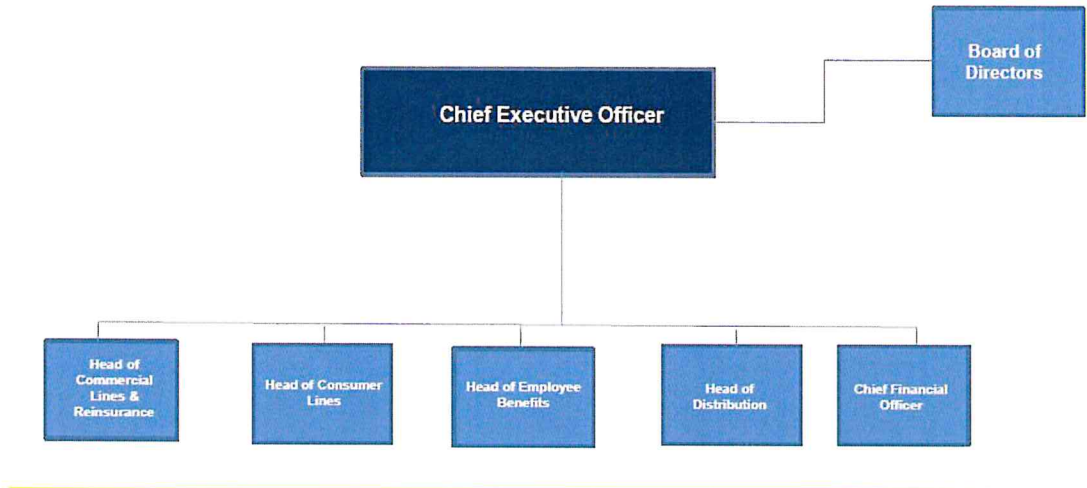 Board of
Directors
Chief Executive Officer
Head of
Commercial
Lines &
Reinsurance
Head of Consumer
Lines
Head of Employee
Benefits
Head of
Distribution
Chief Financial
Officer